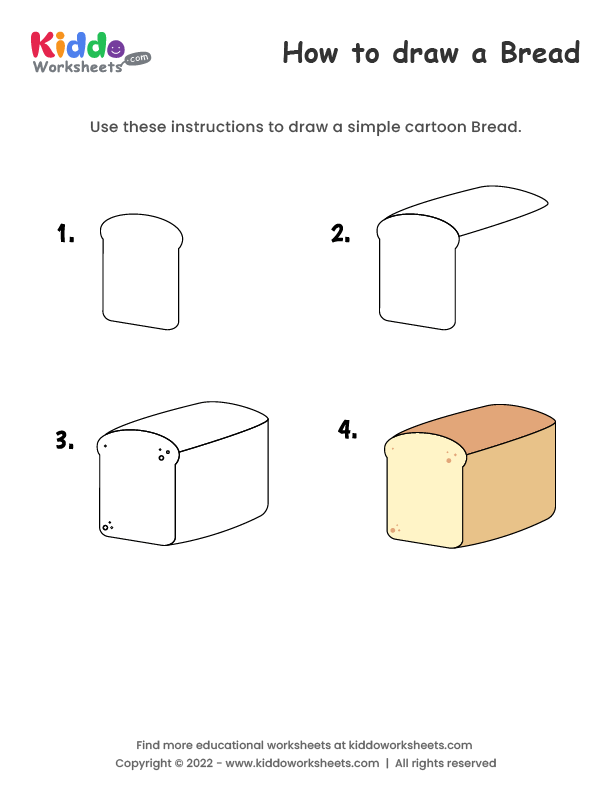 Kiddo
Worksheets .com
How to draw a Bread
Use these instructions to draw a simple cartoon Bread.
1.
2.
3.
4.
Find more educational worksheets at kiddoworksheets.com
Copyright © 2022 - www.kiddoworksheets.com | All rights reserved